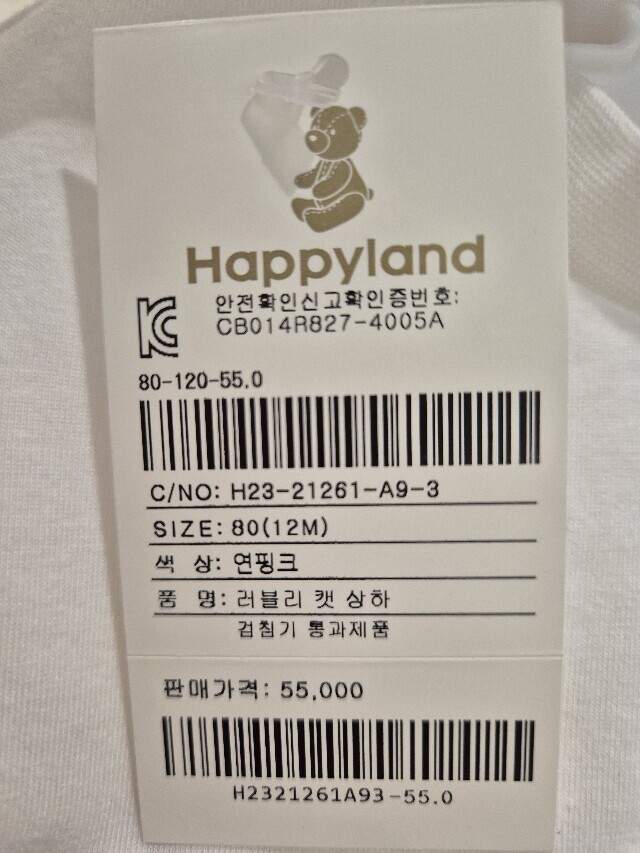 Happyland
안전확인신고확인증번호:
CB014R827-4005A
80-120-55.0
C/NO: H23-21261-A9-3
SIZE: 80(12M)
색 상: 연핑크
품 명: 러블리 캣 상하
검침기 통과제품
판매가격: 55,000
H2321261A93-55.0